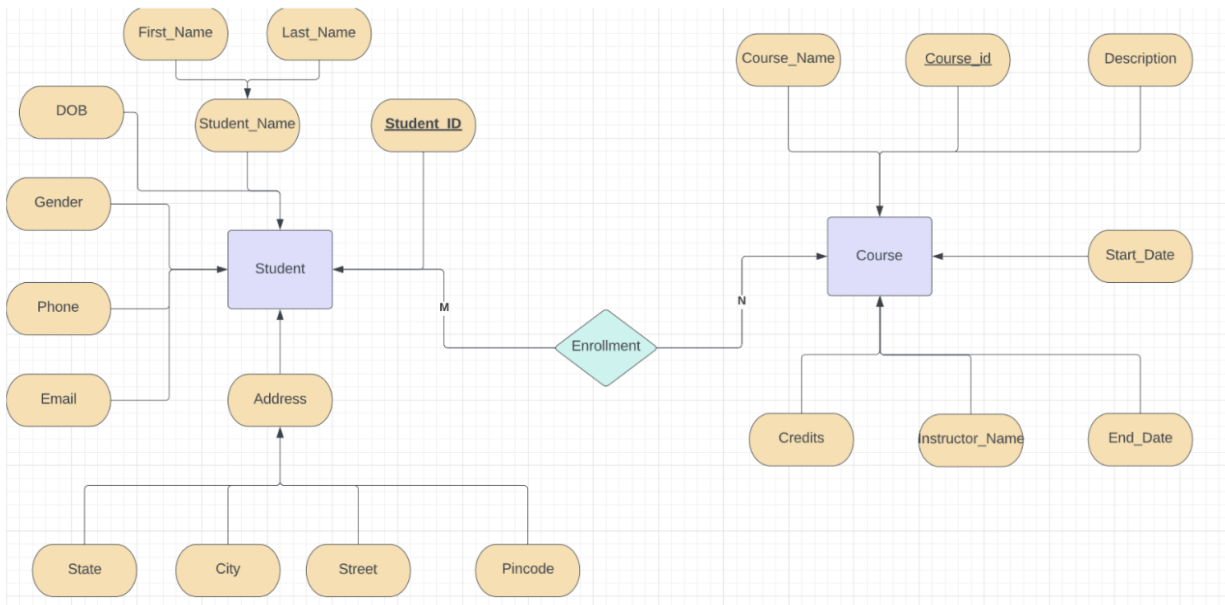 First_Name
Last_Name
Course_Name
Course_id
Description
DOB
Student_Name
Student_ID
Gender
Student
Course
Start_Date
Phone
M
N
Enrollment
Email
Address
Credits
Instructor_Name
End_Date
State
City
Street
Pincode